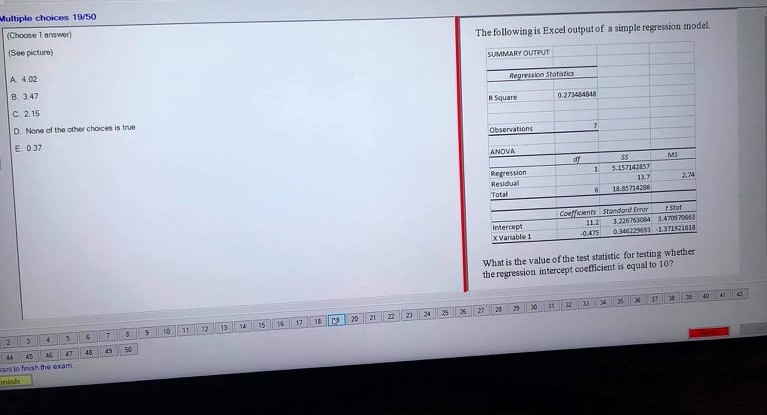 Multiple choices 19/50
(Choose 1 answer)
(See picture)
A. 4.02
B. 3.47
C. 2.15
D. None of the other choices is true
E. 0.37
The following is Excel output of a simple regression model.
SUMMARY OUTPUT
Regression Statistics
R Square 0.273484848
Observations 7
ANOVA
df SS MS
Regression 1 5.157142857
Residual 13.7 2.74
Total 6 18.85714286
Coefficients Standard Error t Stat
Intercept 11.2 3.226763084 3.470970663
X Variable 1 -0.475 0.346229693 -1.371921618
What is the value of the test statistic for testing whether
the regression intercept coefficient is equal to 10?
2 3 4 5 6 7 8 9 10 11 12 13 14 15 16 17 18 19 20 21 22 23 24 25 26 27 28 29 30 31 32 33 34 35 36 37 38 39 40 41 42
44 45 46 47 48 49 50
want to finish the exam.
Finish